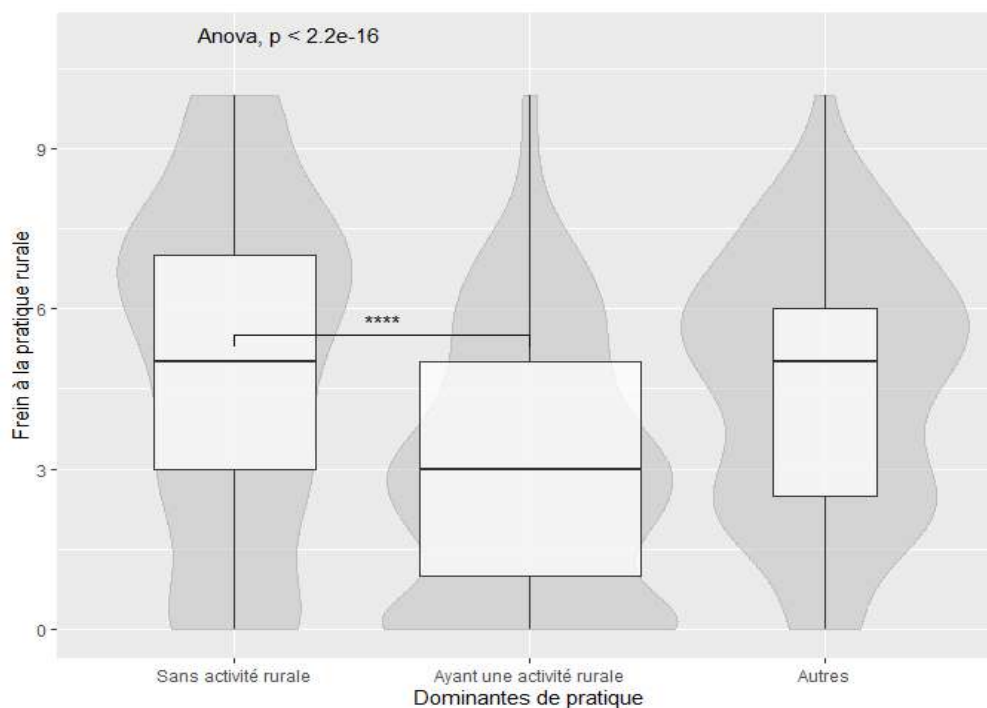 Anova, p < 2.2e-16
9
6
3
0
Frein à la pratique rurale
****
Sans activité rurale
Ayant une activité rurale
Autres
Dominantes de pratique